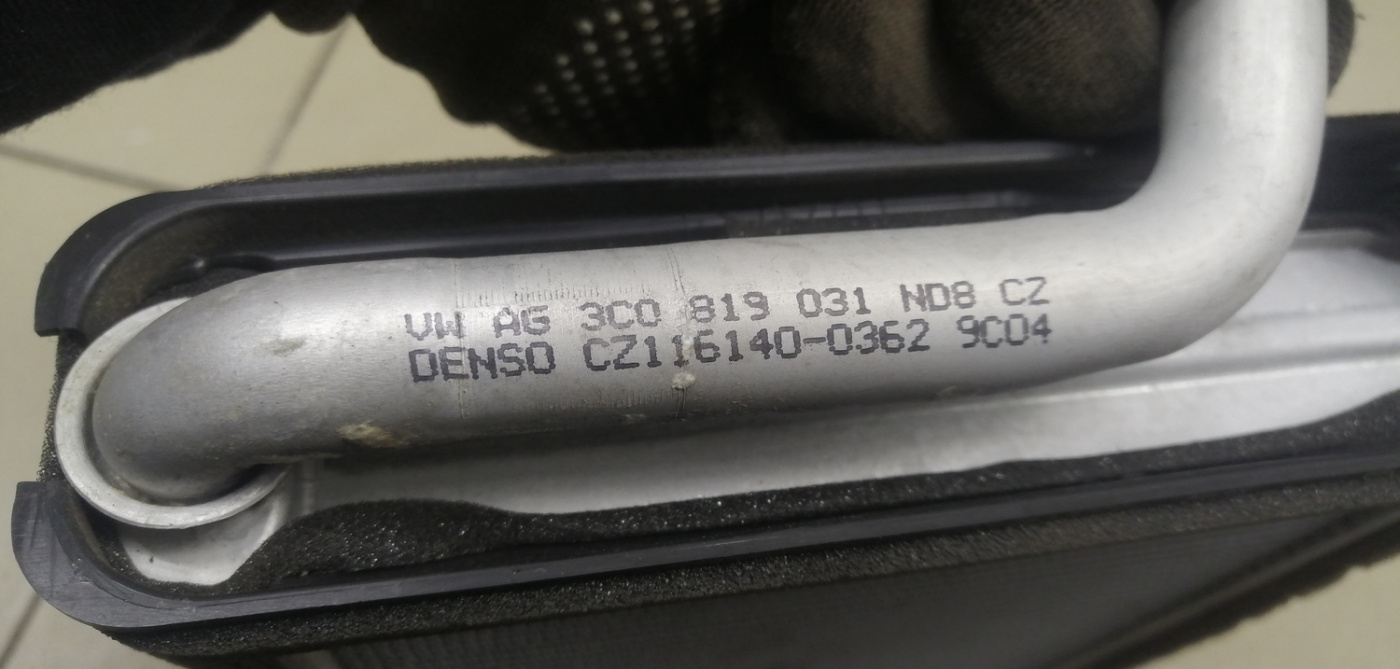 VW AG 3C0 819 031 ND8 CZ
DENSO CZ116140-0362 9C04